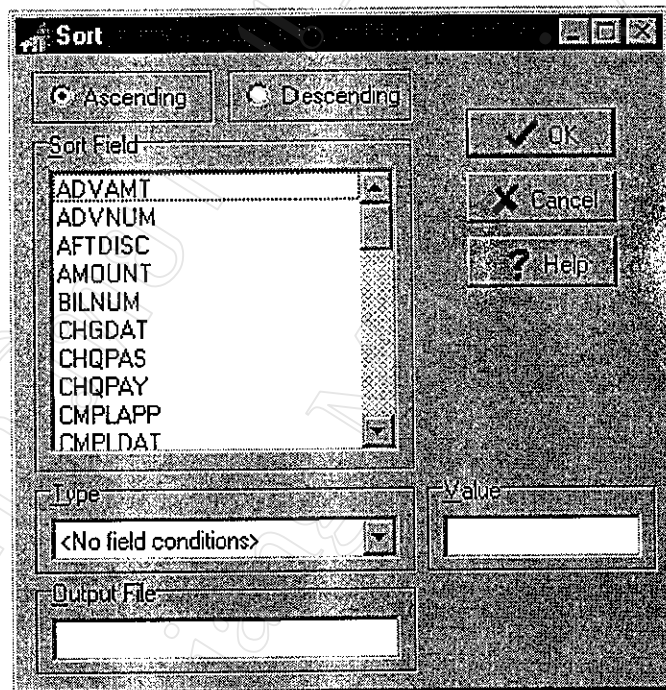 Sort
Ascending
Descending
OK
Cancel
Help
Sort Field
ADVAMT
ADVNUM
AFTDISC
AMOUNT
BILNUM
CHGDAT
CHQPAS
CHQPAY
CMPLAPP
CMPLDAT
Type
<No field conditions>
Value
Output File